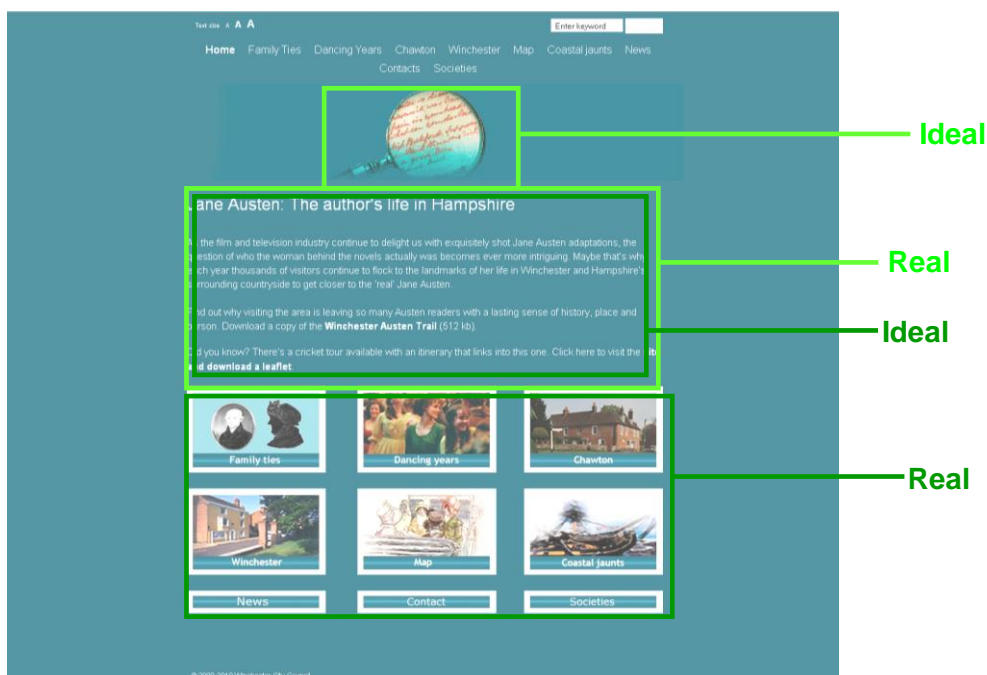 Text size A A A
Enter keyword
Home Family Ties Dancing Years Chawton Winchester Map Coastal jaunts News
Contacts Societies
Ideal
Jane Austen: The author's life in Hampshire
As the film and television industry continue to delight us with exquisitely shot Jane Austen adaptations, the
question of who the woman behind the novels actually was becomes ever more intriguing. Maybe that's why
each year thousands of visitors continue to flock to the landmarks of her life in Winchester and Hampshire's
surrounding countryside to get closer to the 'real' Jane Austen.
Real
Find out why visiting the area is leaving so many Austen readers with a lasting sense of history, place and
person. Download a copy of the Winchester Austen Trail (512 kb).
Ideal
Did you know? There's a cricket tour available with an itinerary that links into this one. Click here to visit the site
and download a leaflet
Family ties
Dancing years
Chawton
Real
Winchester
Map
Coastal jaunts
News
Contact
Societies